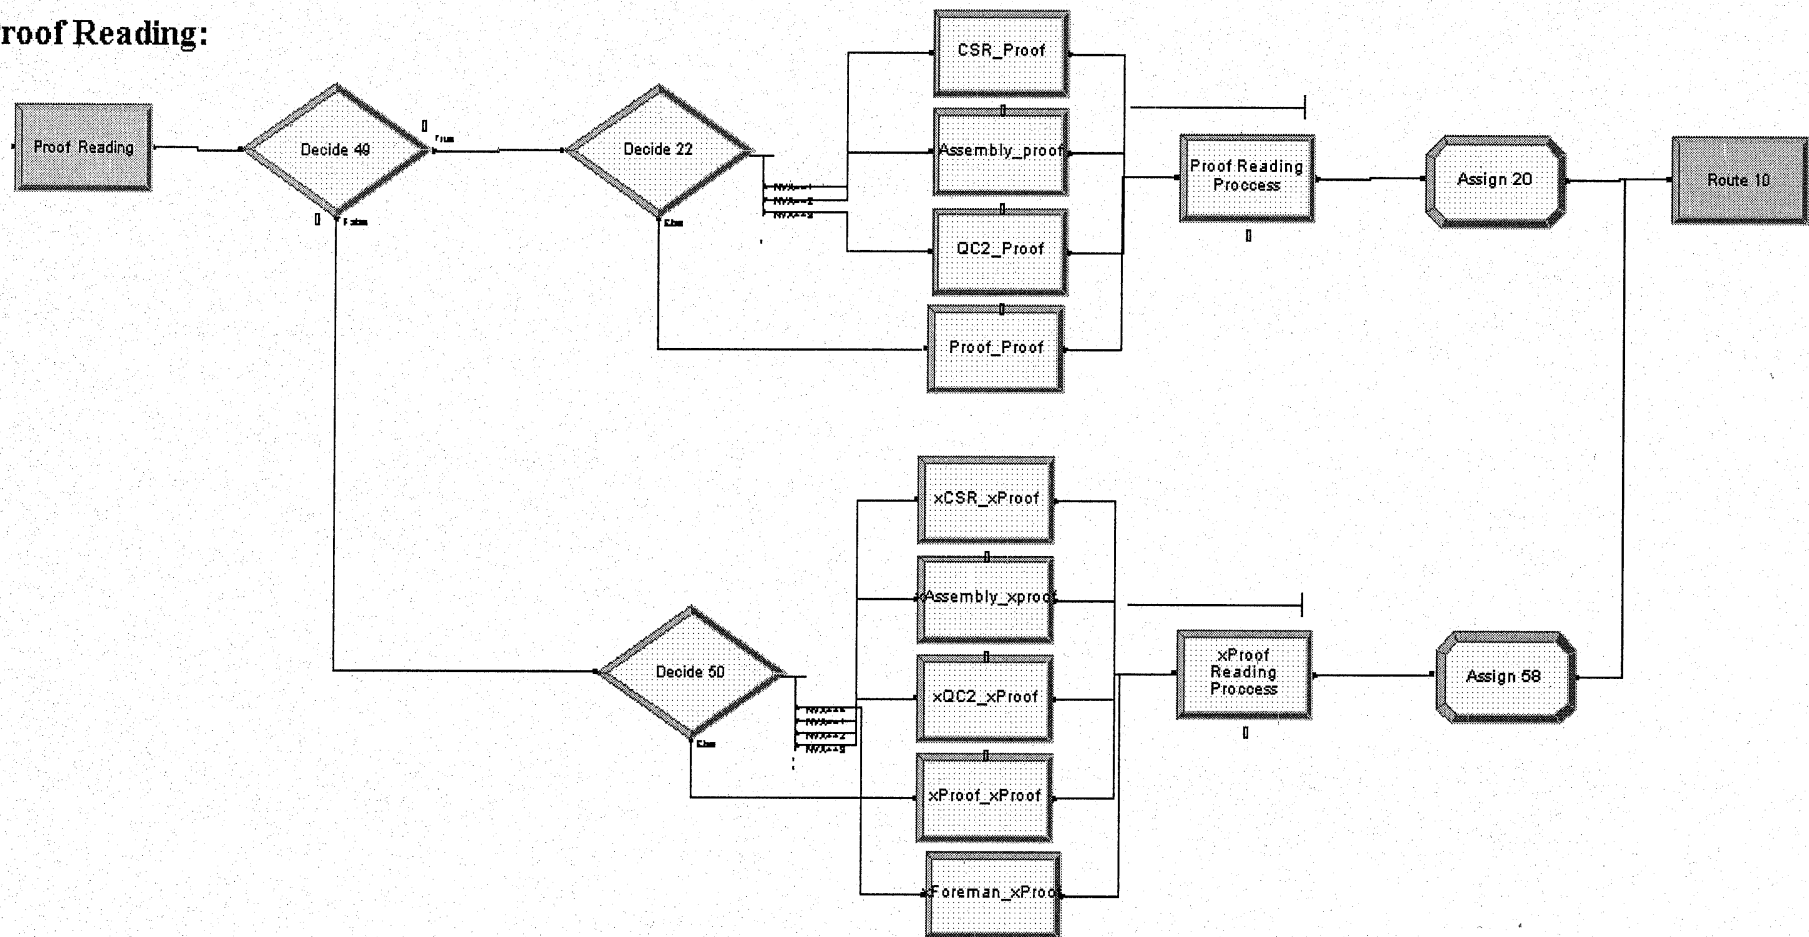 roof Reading:
Proof Reading
Decide 49
True
False
Decide 22
Else
CSR_Proof
Assembly_proof
QC2_Proof
Proof_Proof
Proof Reading
Proccess
Assign 20
Route 10
Decide 50
Else
xCSR_xProof
Assembly_xproof
xQC2_xProof
xProof_xProof
Foreman_xProof
xProof
Reading
Proccess
Assign 58